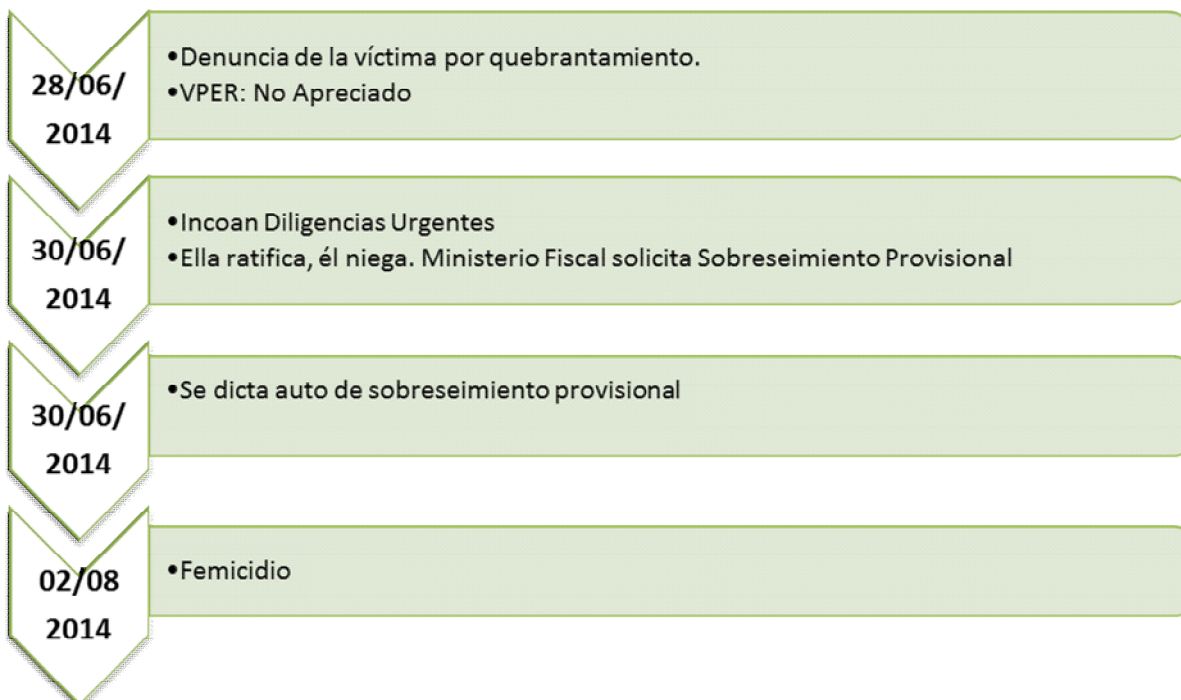 28/06/
2014
•Denuncia de la víctima por quebrantamiento.
•VPER: No Apreciado
30/06/
2014
•Incoan Diligencias Urgentes
•Ella ratifica, él niega. Ministerio Fiscal solicita Sobreseimiento Provisional
30/06/
2014
•Se dicta auto de sobreseimiento provisional
02/08
2014
•Femicidio